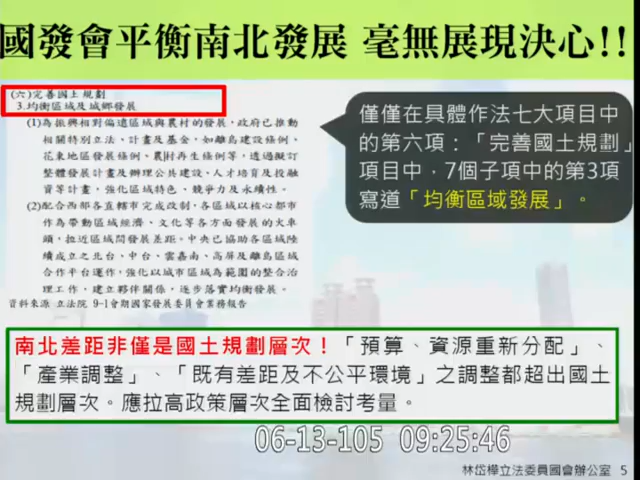 國發會平衡南北發展 毫無展現決心!!
(六)完善國土規劃
3.均衡區域及城鄉發展
(1)為振興相對偏遠區域與農村的發展，政府已推動
相關特別立法、計畫及基金，如離島建設條例、
花東地區發展條例、農村再生條例等，透過擬訂
整體發展計畫及辦理公共建設、人才培育及投融
資等計畫，強化區域特色、競爭力及永續性。
(2)配合西部各直轄市完成改制，各區域以核心都市
作為帶動區域經濟、文化等各方面發展的火車
頭，拉近區域間發展差距。中央已協助各區域陸
續成立之北台、中台、雲嘉南、高屏及離島區域
合作平台運作，強化以城市區域為範圍的整合治
理工作，建立夥伴關係，逐步落實均衡發展。
資料來源 立法院 9-1會期國家發展委員會業務報告
僅僅在具體作法七大項目中
的第六項：「完善國土規劃」
項目中，7個子項中的第3項
寫道「均衡區域發展」。
南北差距非僅是國土規劃層次！「預算、資源重新分配」、
「產業調整」、「既有差距及不公平環境」之調整都超出國土
規劃層次。應拉高政策層次全面檢討考量。
06-13-105 09:25:46
林岱樺立法委員國會辦公室 5